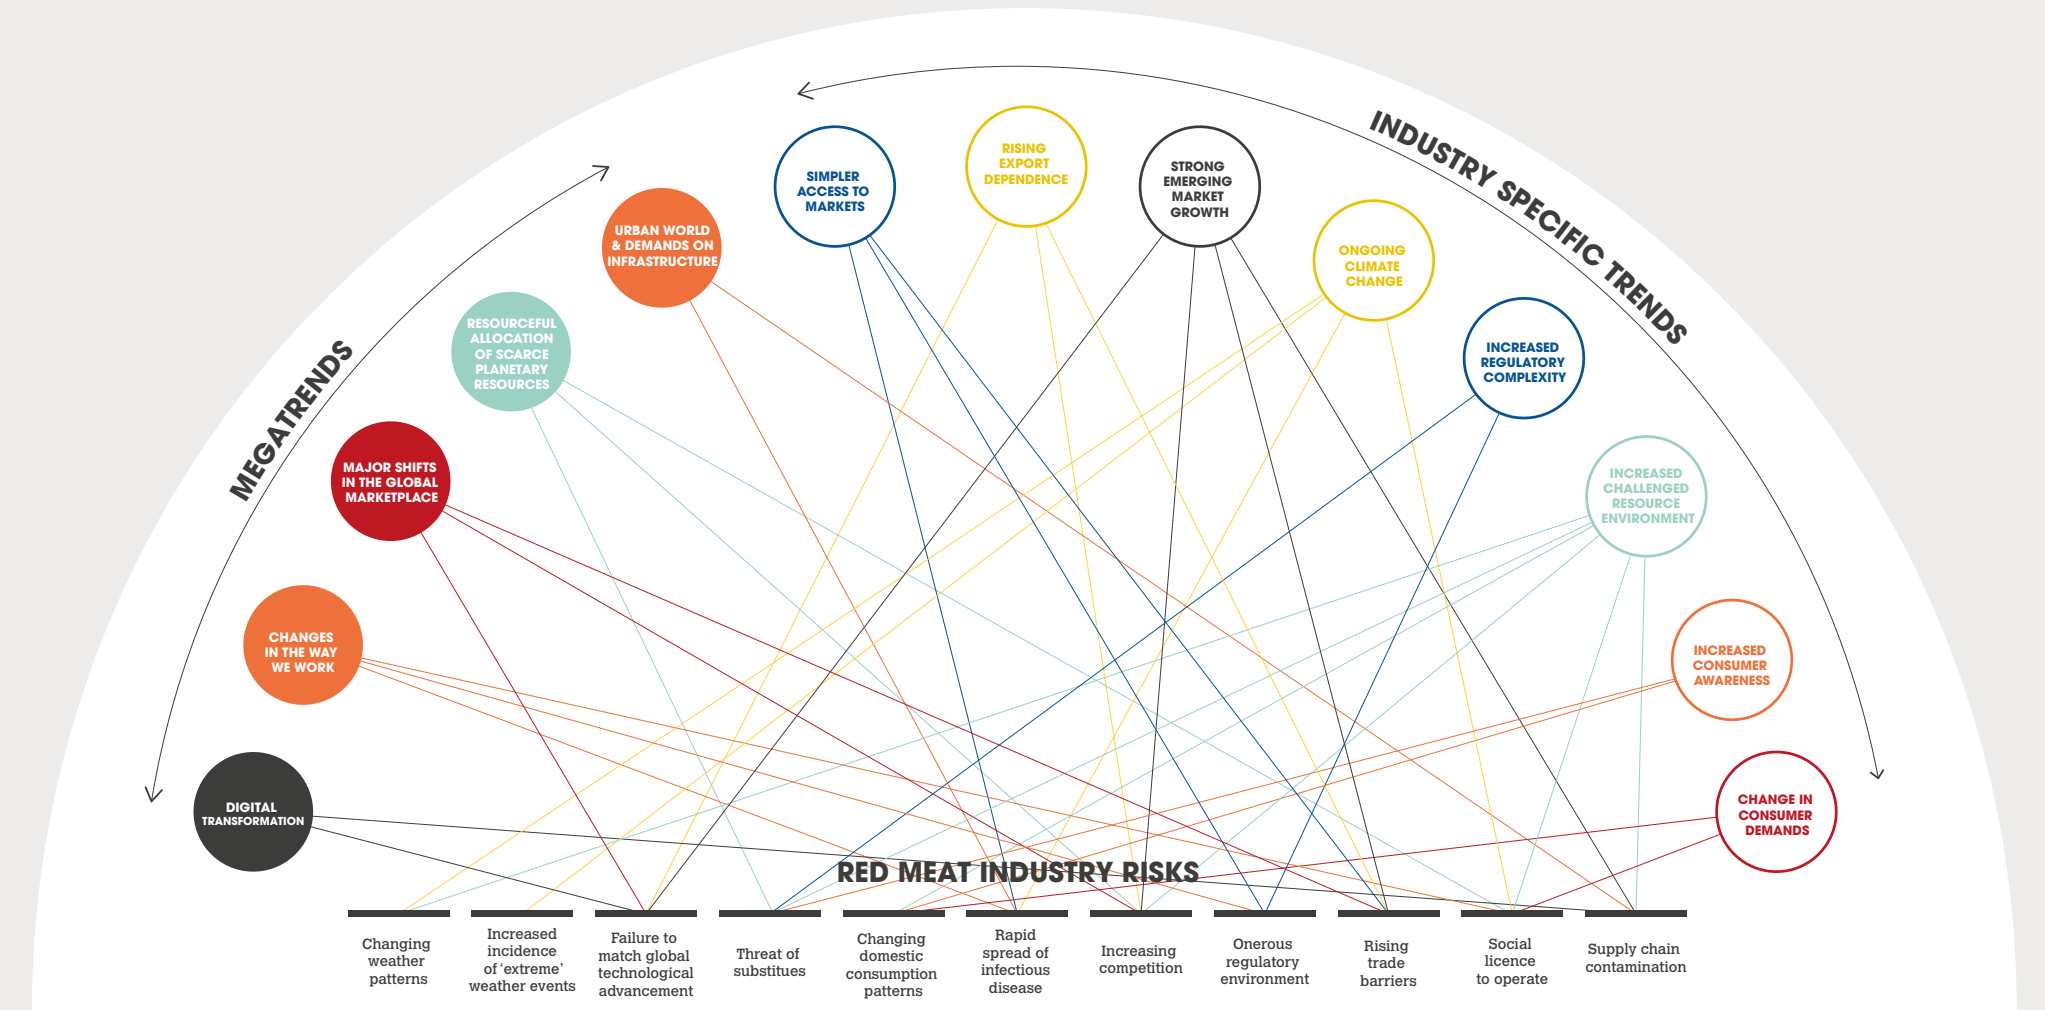 MEGATRENDS
INDUSTRY SPECIFIC TRENDS
DIGITAL
TRANSFORMATION
CHANGES
IN THE WAY
WE WORK
MAJOR SHIFTS
IN THE GLOBAL
MARKETPLACE
RESOURCEFUL
ALLOCATION
OF SCARCE
PLANETARY
RESOURCES
URBAN WORLD
& DEMANDS ON
INFRASTRUCTURE
SIMPLER
ACCESS TO
MARKETS
RISING
EXPORT
DEPENDENCE
STRONG
EMERGING
MARKET
GROWTH
ONGOING
CLIMATE
CHANGE
INCREASED
REGULATORY
COMPLEXITY
INCREASED
CHALLENGED
RESOURCE
ENVIRONMENT
INCREASED
CONSUMER
AWARENESS
CHANGE IN
CONSUMER
DEMANDS
RED MEAT INDUSTRY RISKS
Changing
weather
patterns
Increased
incidence
of ‘extreme’
weather events
Failure to
match global
technological
advancement
Threat of
substitues
Changing
domestic
consumption
patterns
Rapid
spread of
infectious
disease
Increasing
competition
Onerous
regulatory
environment
Rising
trade
barriers
Social
licence
to operate
Supply chain
contamination